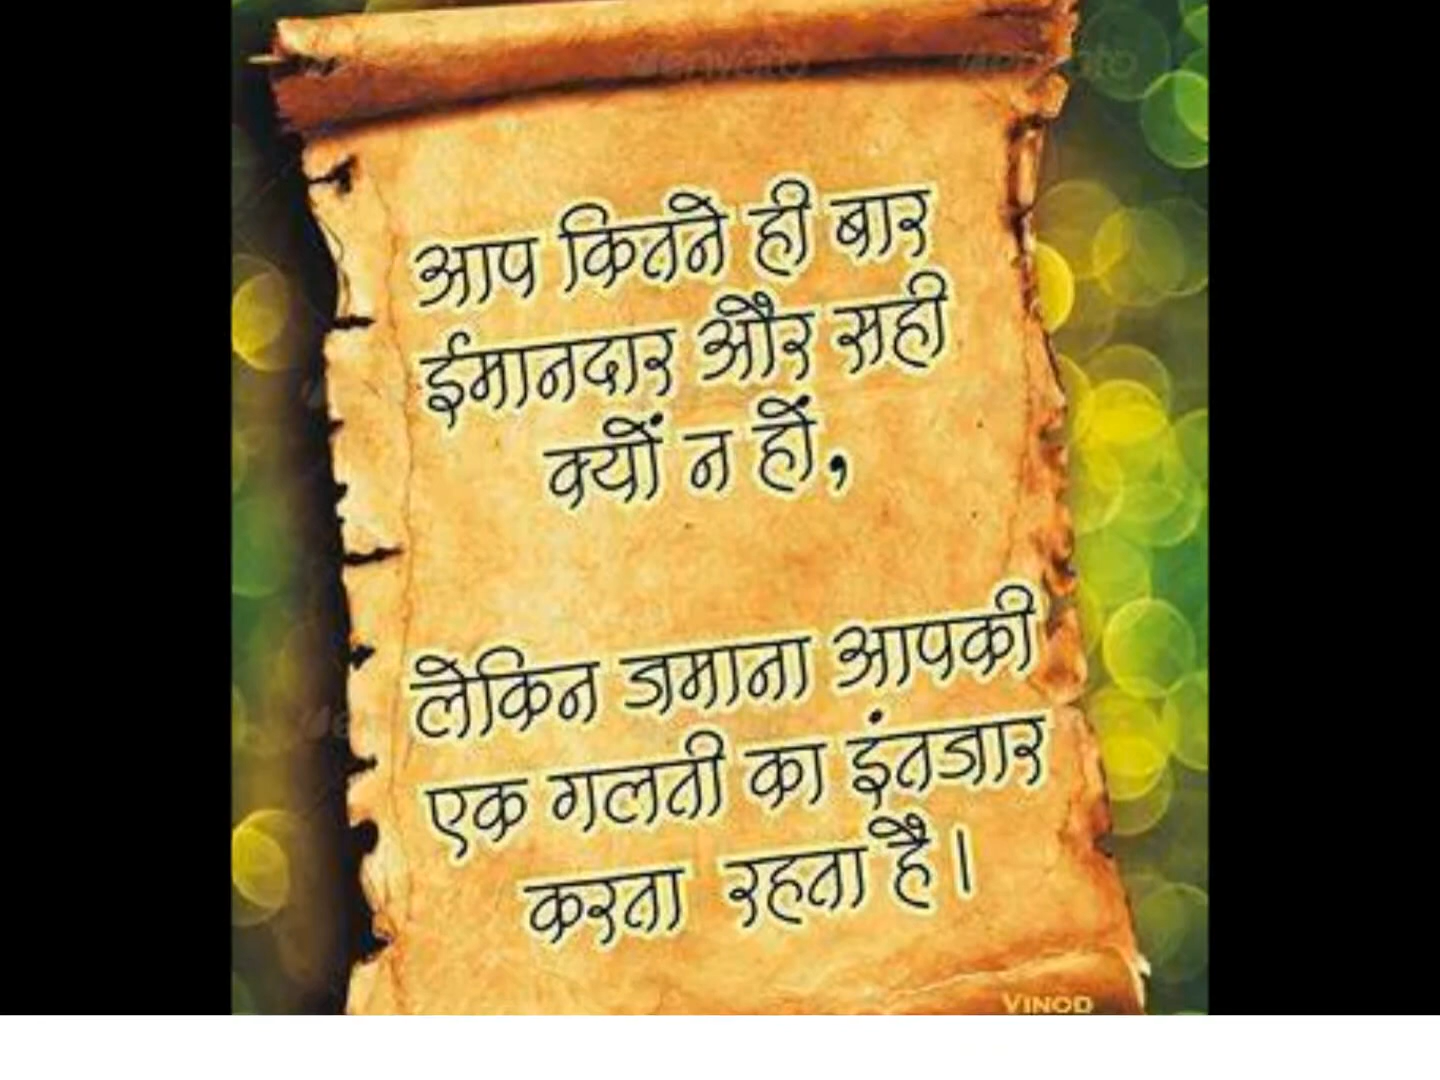 आप कितने ही बार
ईमानदार और सही
क्यों न हों,
लेकिन जमाना आपकी
एक गलती का इंतजार
करता रहता है।
VINOD